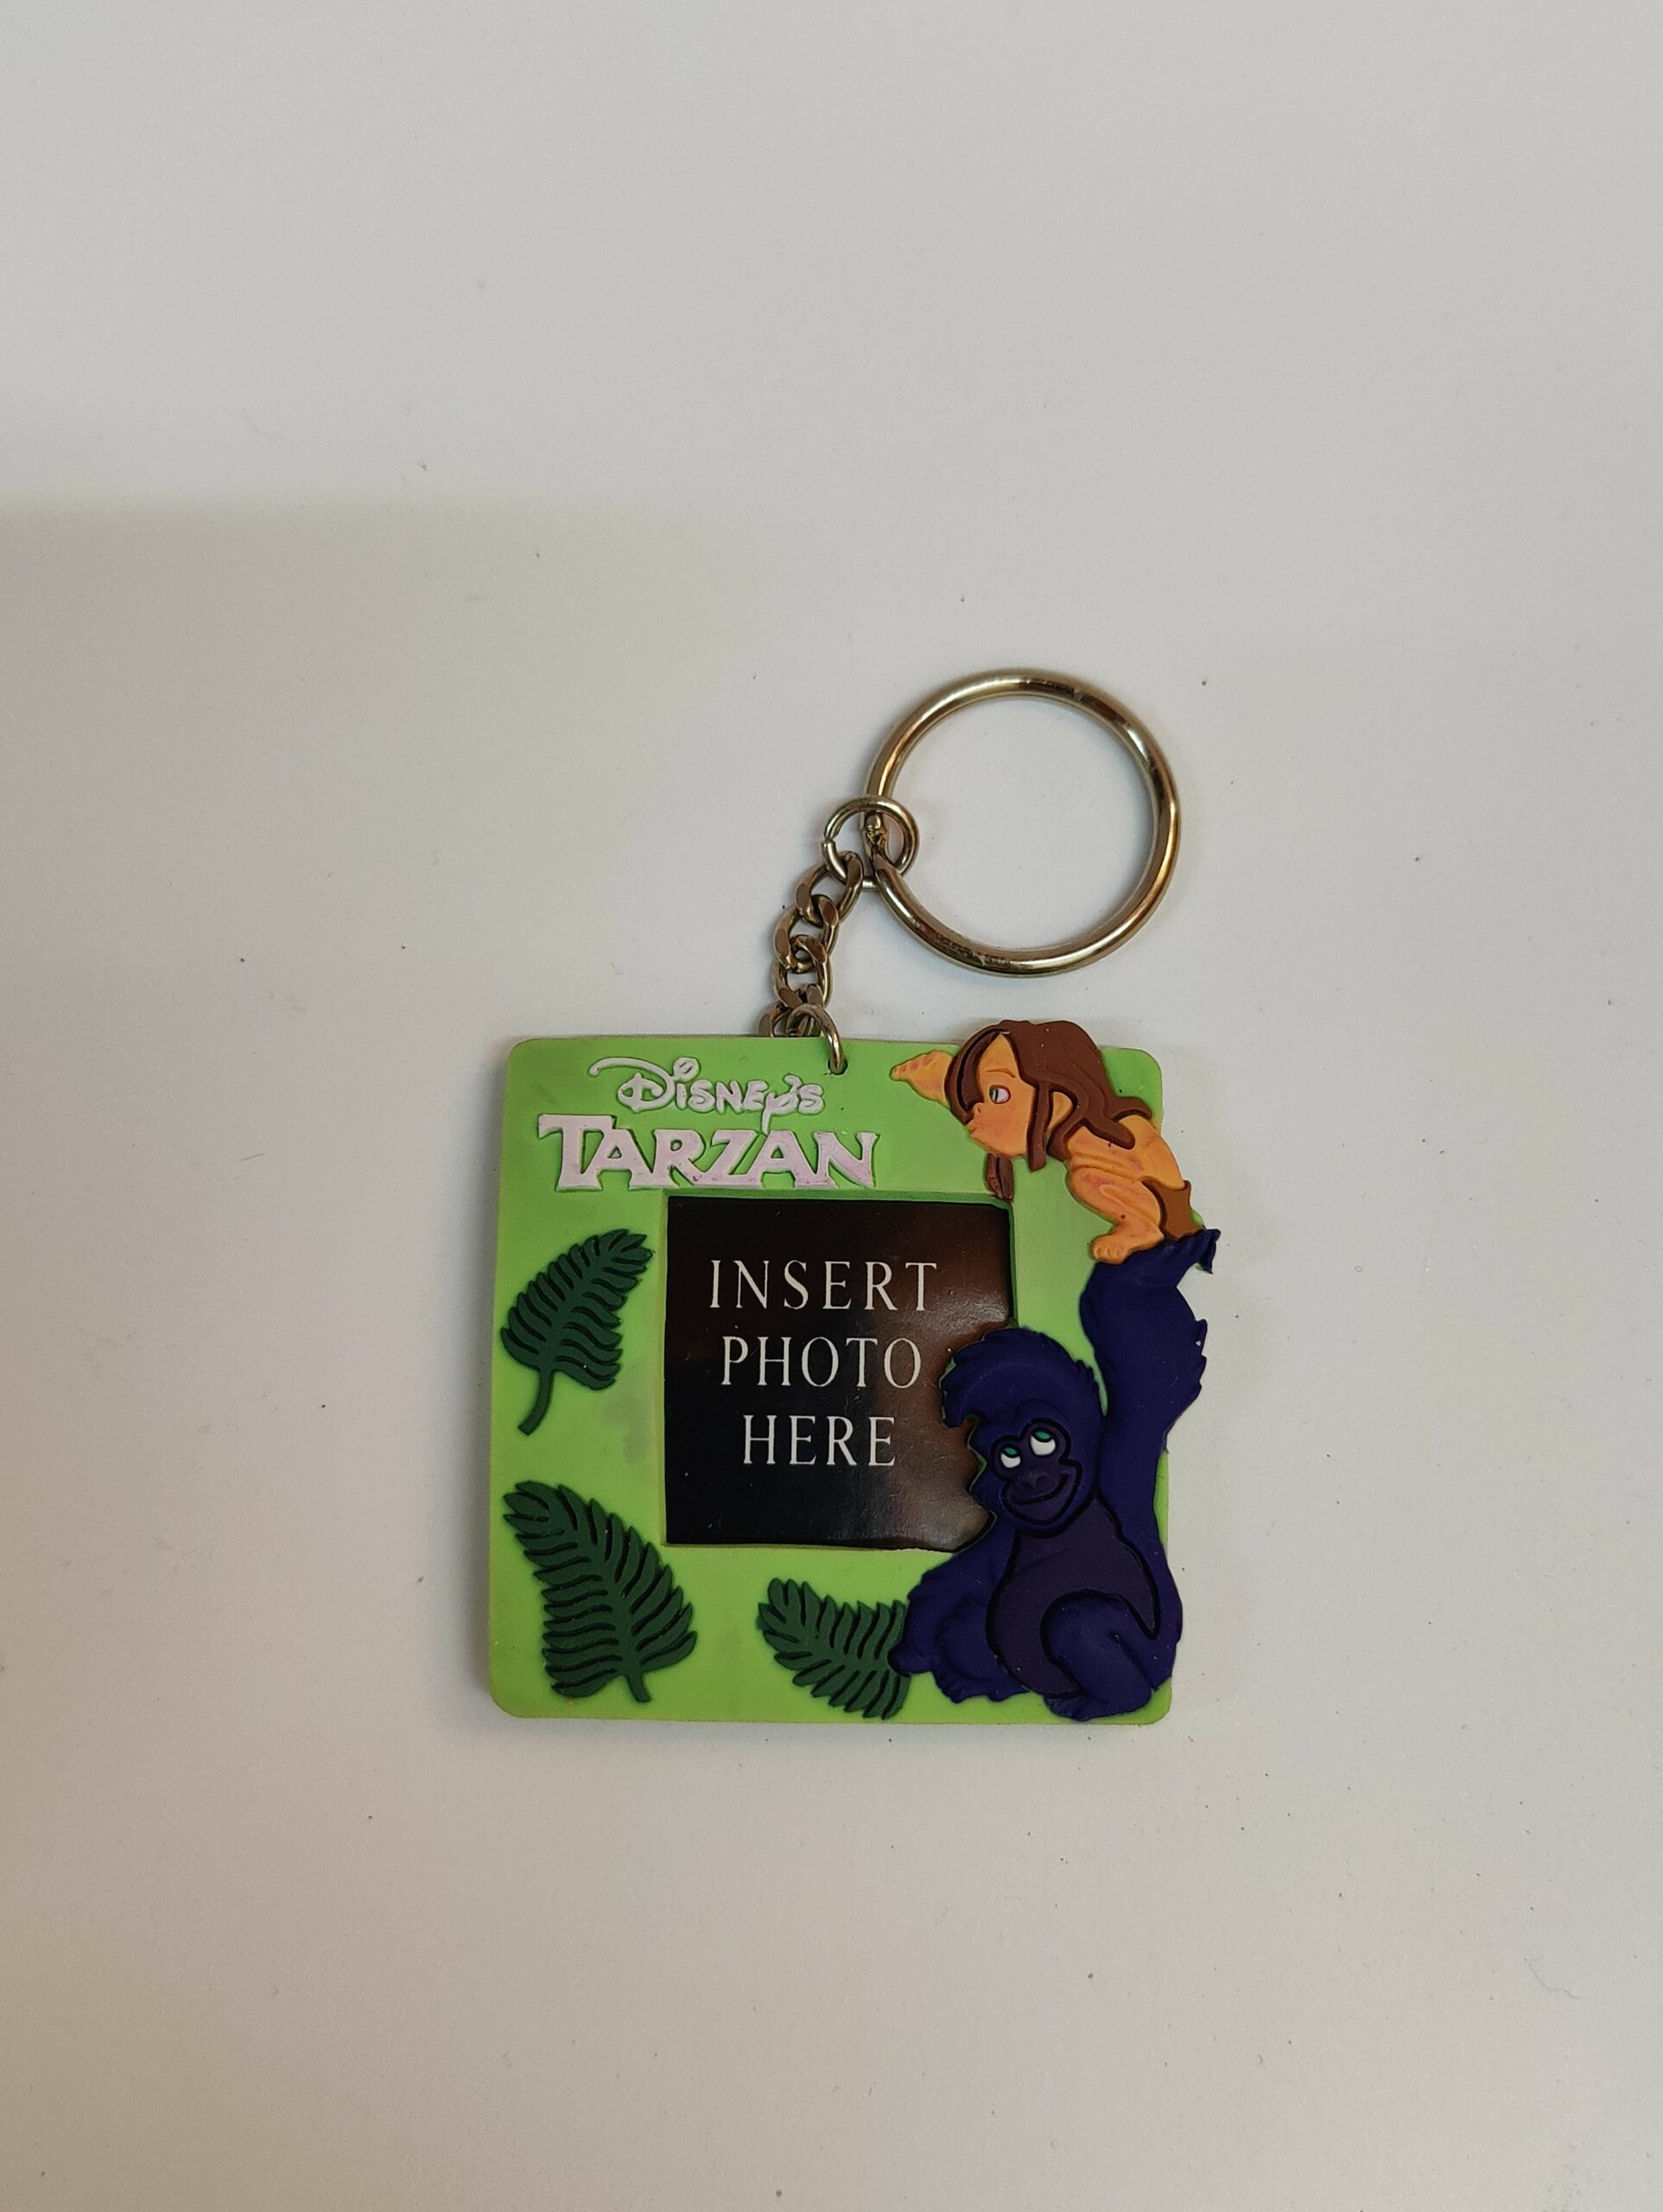 Disney's
TARZAN
INSERT
PHOTO
HERE